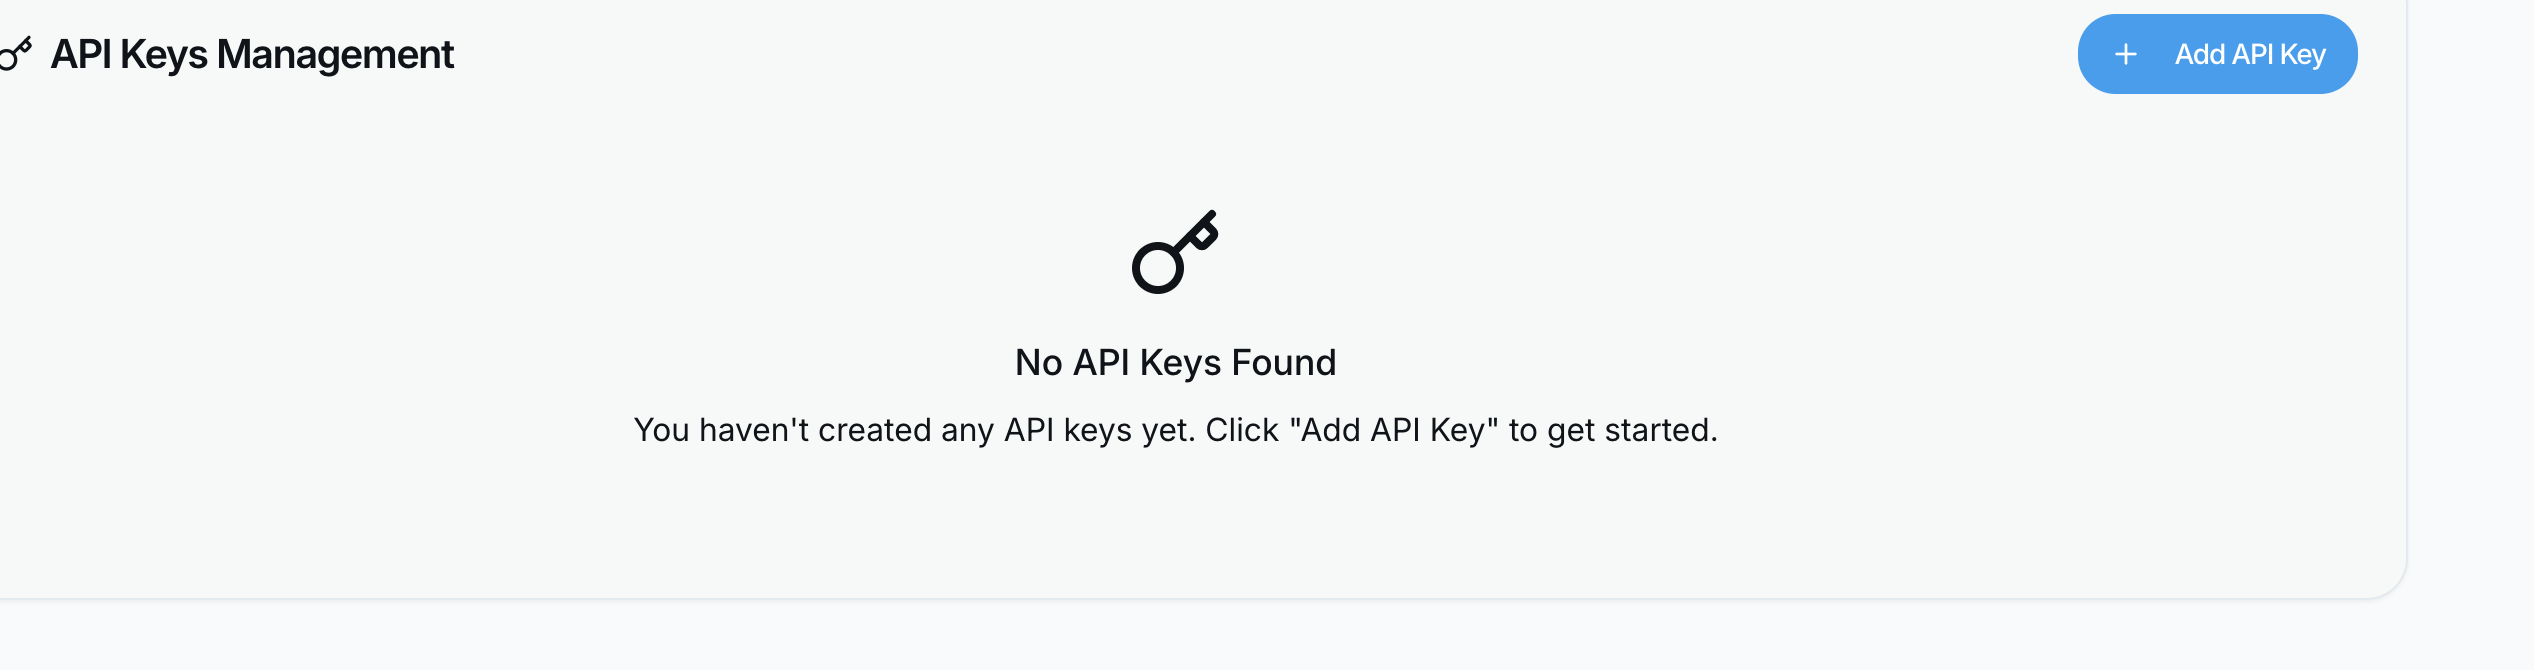 API Keys Management
Add API Key
No API Keys Found
You haven't created any API keys yet. Click "Add API Key" to get started.